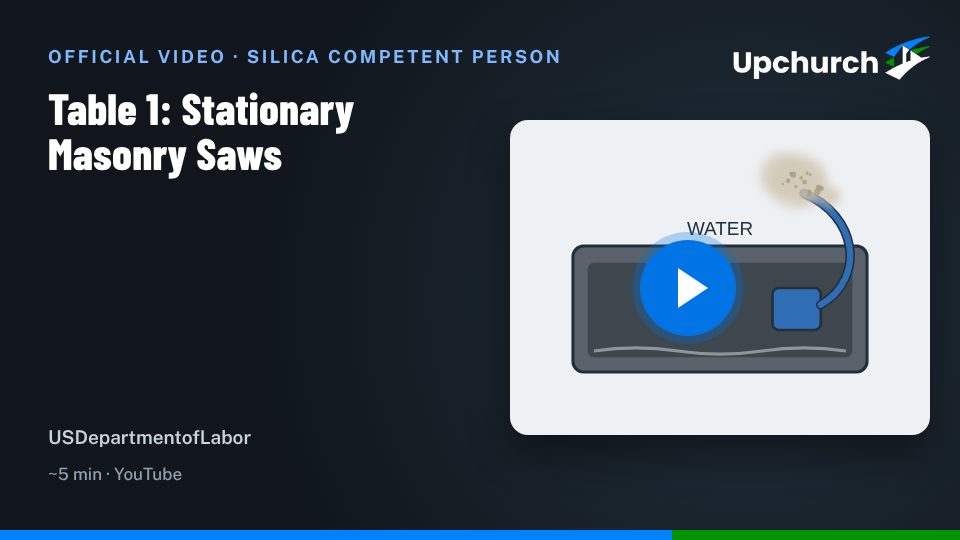 OFFICIAL VIDEO · SILICA COMPETENT PERSON
Upchurch
Table 1: Stationary
Masonry Saws
WATER
USDepartmentofLabor
~5 min · YouTube